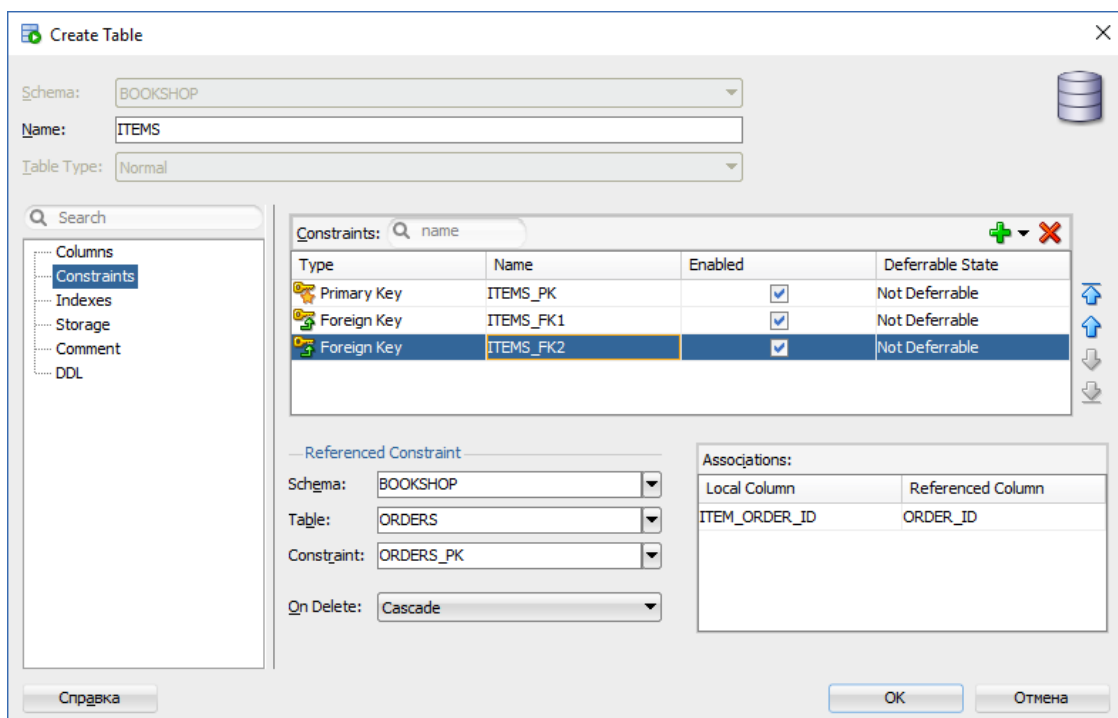 Create Table
Schema: BOOKSHOP
Name: ITEMS
Table Type: Normal
Search
Columns
Constraints
Indexes
Storage
Comment
DDL
Constraints: name
Type Name Enabled Deferrable State
Primary Key ITEMS_PK Not Deferrable
Foreign Key ITEMS_FK1 Not Deferrable
Foreign Key ITEMS_FK2 Not Deferrable
Referenced Constraint
Schema: BOOKSHOP
Table: ORDERS
Constraint: ORDERS_PK
On Delete: Cascade
Associations:
Local Column Referenced Column
ITEM_ORDER_ID ORDER_ID
Справка OK Отмена